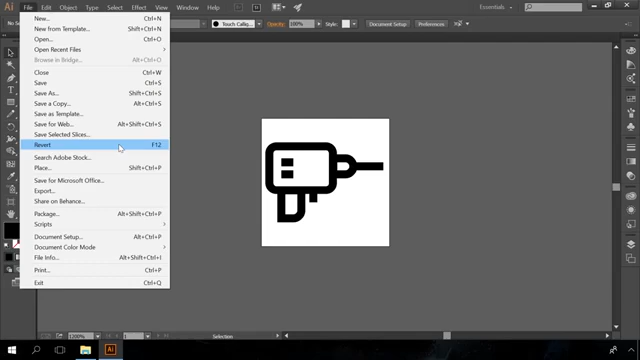 Ai File Edit Object Type Select Effect View Window Help Br St Essentials
Touch Callig... Opacity: 100% Style: Document Setup Preferences
New... Ctrl+N
New from Template... Shift+Ctrl+N
Open... Ctrl+O
Open Recent Files
Browse in Bridge... Alt+Ctrl+O
Close Ctrl+W
Save Ctrl+S
Save As... Shift+Ctrl+S
Save a Copy... Alt+Ctrl+S
Save as Template...
Save for Web... Alt+Shift+Ctrl+S
Save Selected Slices...
Revert F12
Search Adobe Stock...
Place... Shift+Ctrl+P
Save for Microsoft Office...
Export...
Share on Behance...
Package... Alt+Shift+Ctrl+P
Scripts
Document Setup... Alt+Ctrl+P
Document Color Mode
File Info... Alt+Shift+Ctrl+I
Print... Ctrl+P
Exit Ctrl+Q
1200% 1 Selection
Ai